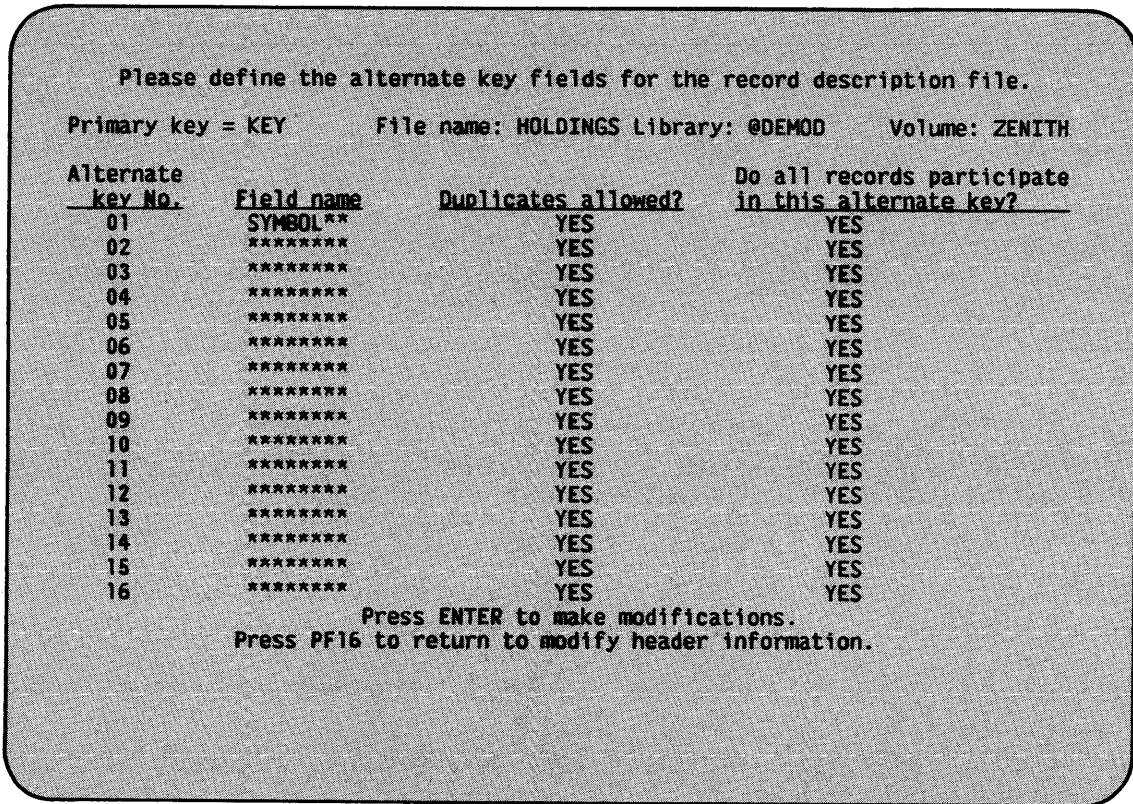 Please define the alternate key fields for the record description file.
Primary key = KEY File name: HOLDINGS Library: @DEMOD Volume: ZENITH
Alternate Do all records participate
key No. Field name Duplicates allowed? in this alternate key?
01 SYMBOL** YES YES
02 ******** YES YES
03 ******** YES YES
04 ******** YES YES
05 ******** YES YES
06 ******** YES YES
07 ******** YES YES
08 ******** YES YES
09 ******** YES YES
10 ******** YES YES
11 ******** YES YES
12 ******** YES YES
13 ******** YES YES
14 ******** YES YES
15 ******** YES YES
16 ******** YES YES
Press ENTER to make modifications.
Press PF16 to return to modify header information.